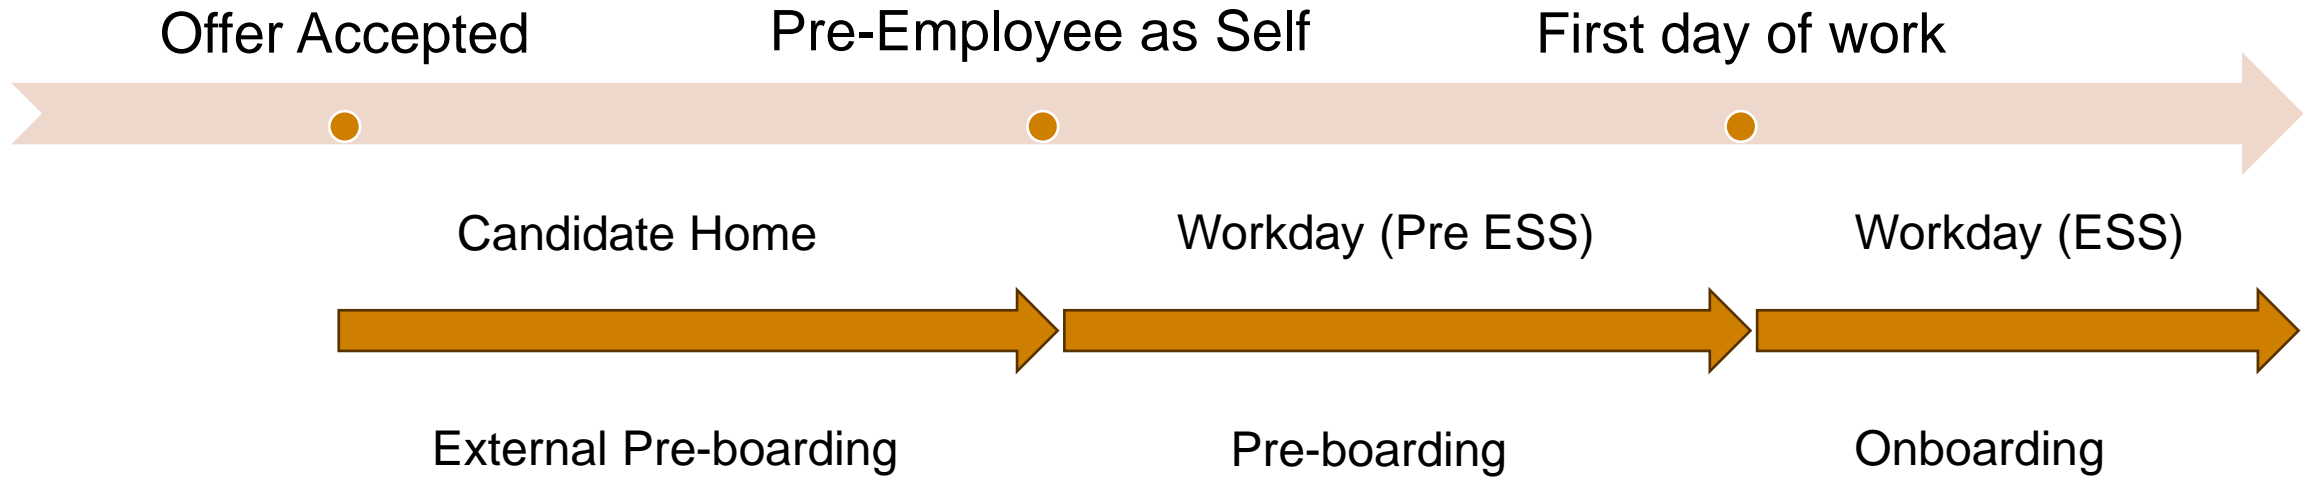 Offer Accepted
Pre-Employee as Self
First day of work
Candidate Home
Workday (Pre ESS)
Workday (ESS)
External Pre-boarding
Pre-boarding
Onboarding